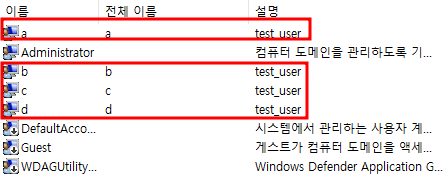 이름 전체 이름 설명
a a test_user
Administrator 컴퓨터 도메인을 관리하도록 기...
b b test_user
c c test_user
d d test_user
DefaultAcco... 시스템에서 관리하는 사용자 계...
Guest 게스트가 컴퓨터 도메인을 액세...
WDAGUtility... Windows Defender Application G...